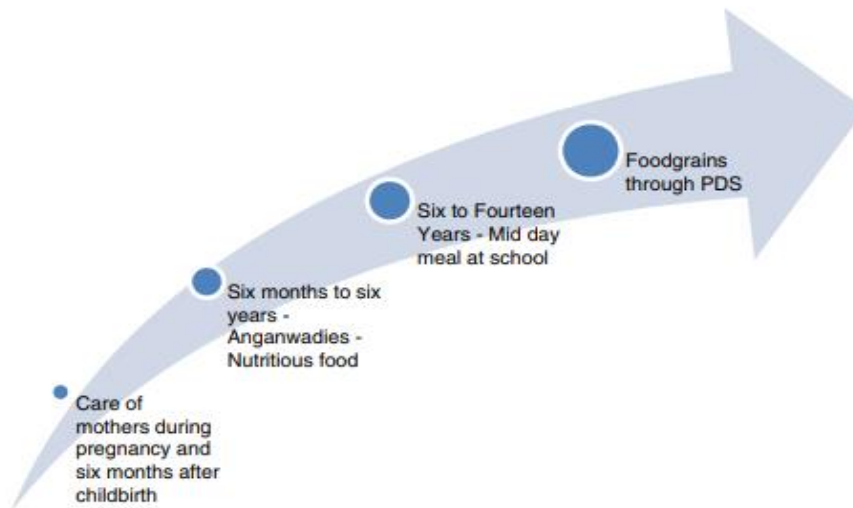 Care of
mothers during
pregnancy and
six months after
childbirth
Six months to six
years -
Anganwadies -
Nutritious food
Six to Fourteen
Years - Mid day
meal at school
Foodgrains
through PDS